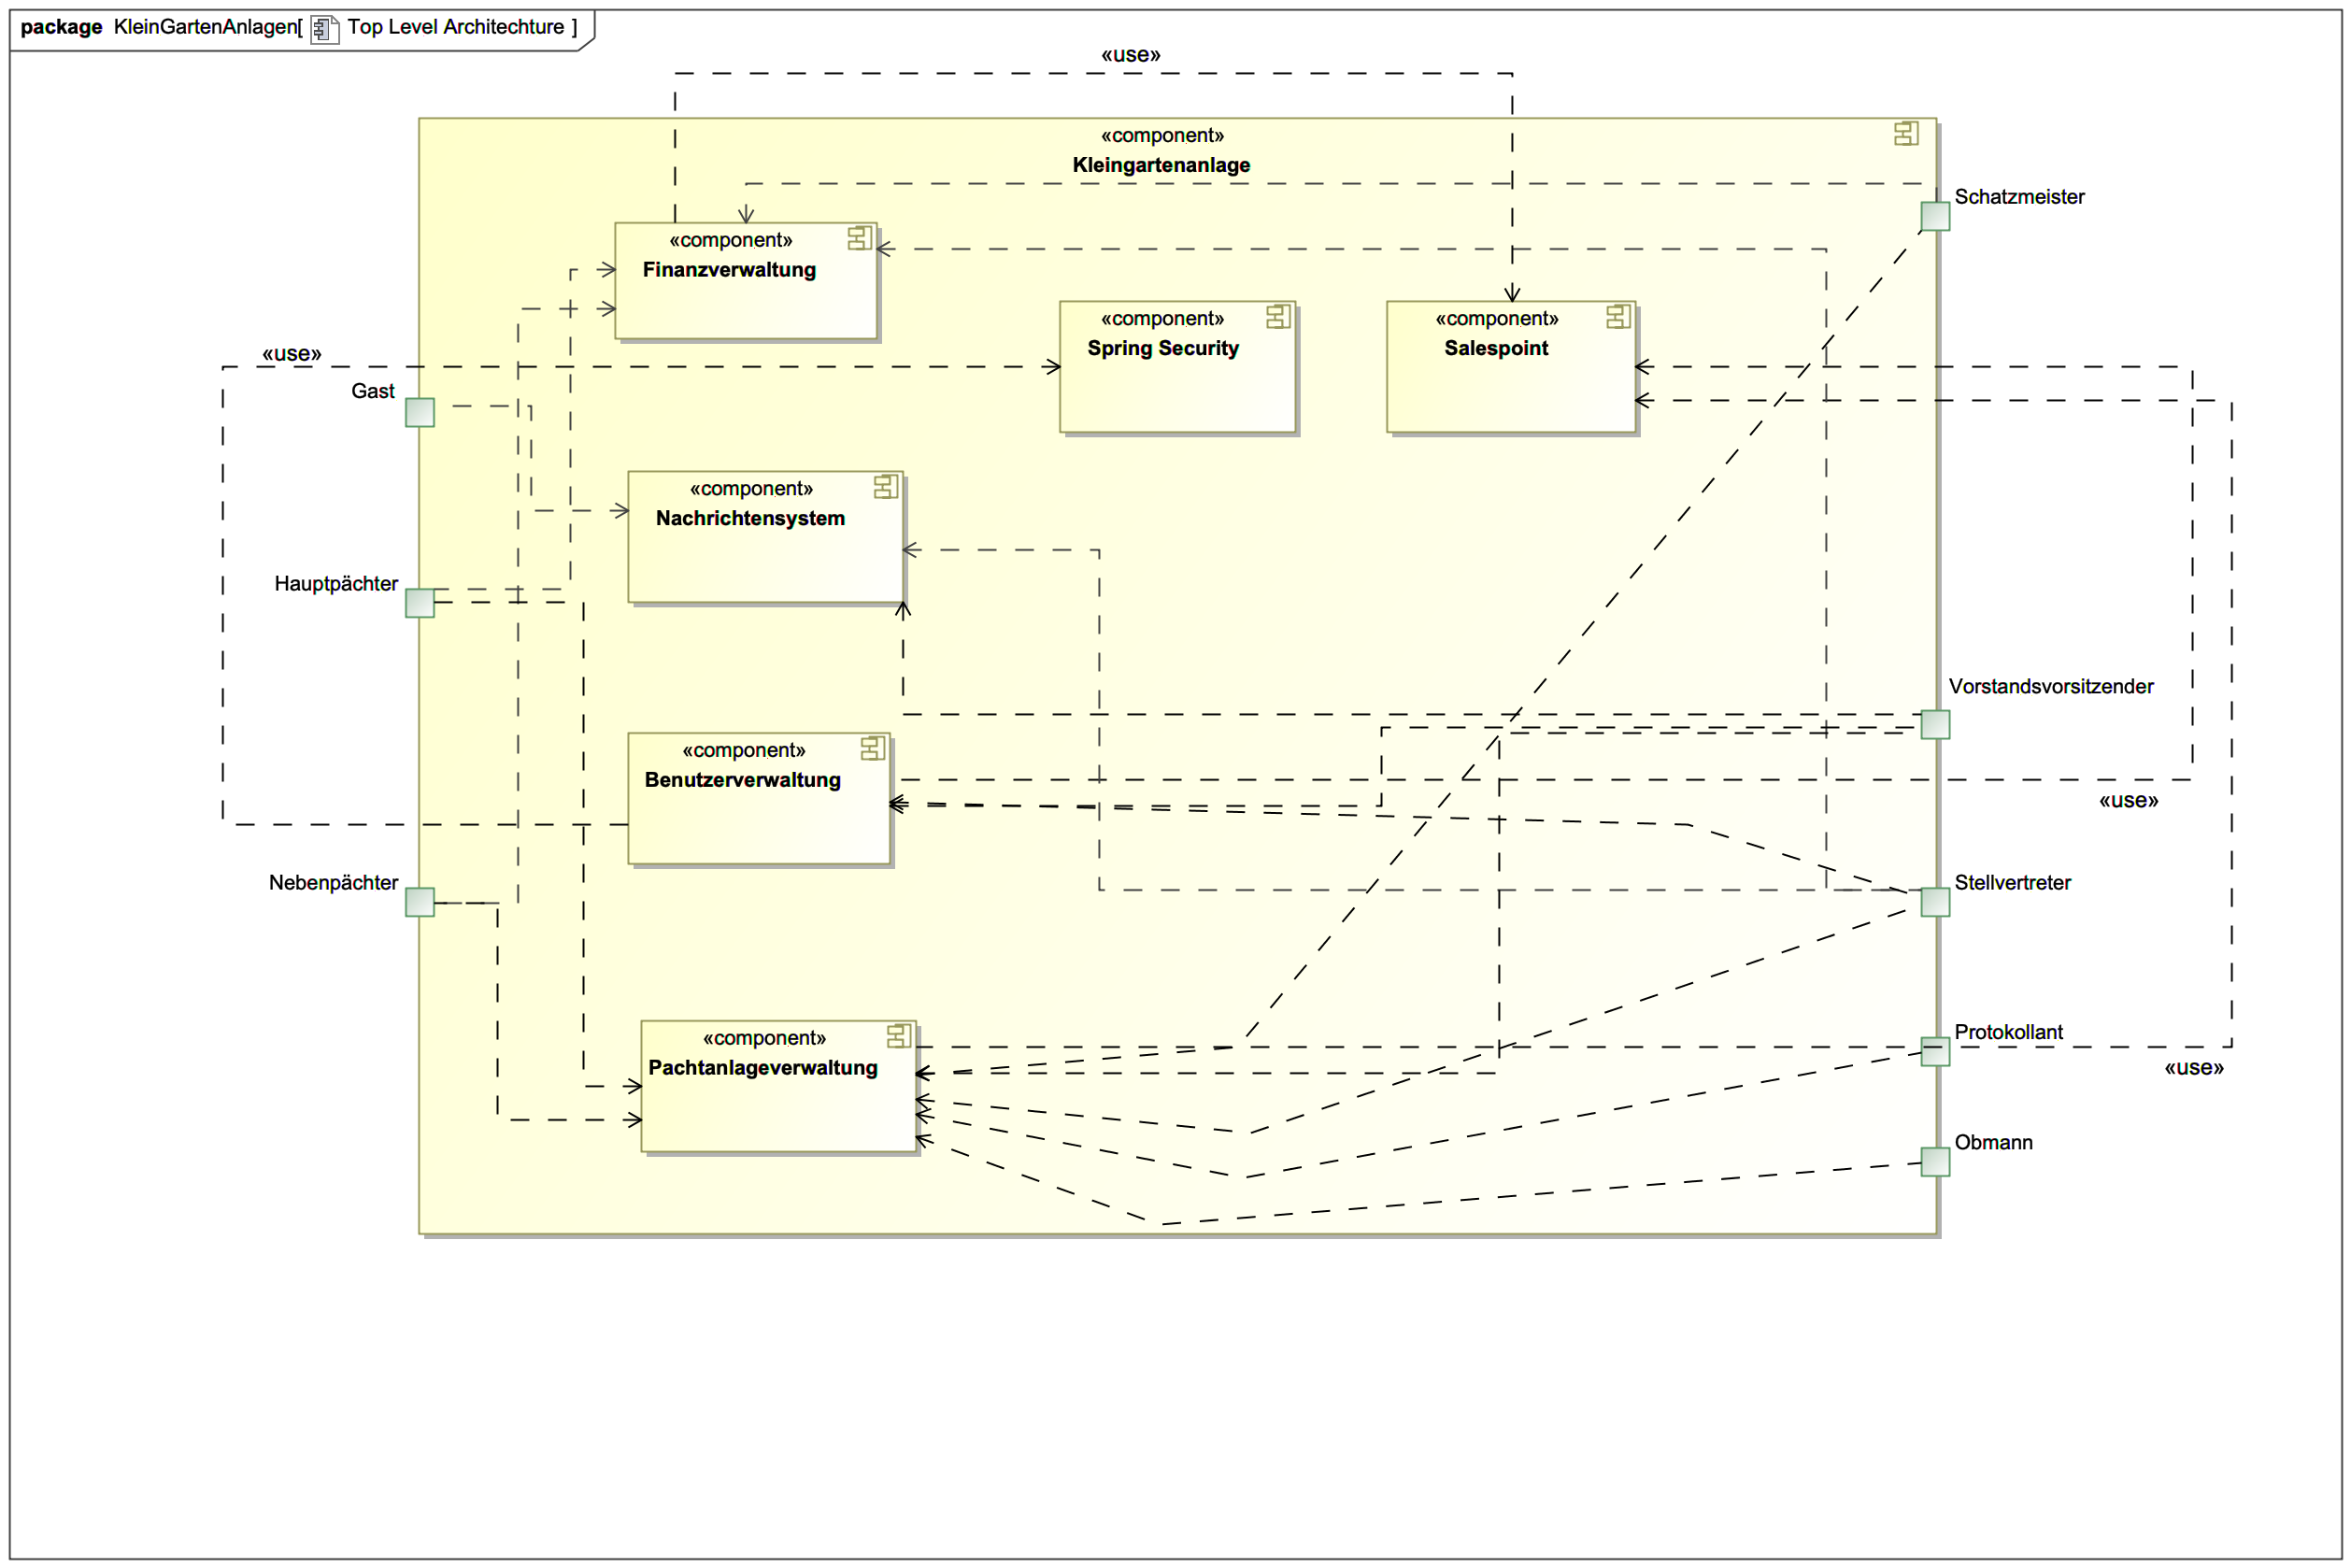 package KleinGartenAnlagen[ Top Level Architechture ]
«use»
«component»
Kleingartenanlage
Schatzmeister
«component»
Finanzverwaltung
«component»
Spring Security
«component»
Salespoint
«use»
Gast
«component»
Nachrichtensystem
Hauptpächter
Vorstandsvorsitzender
«component»
Benutzerverwaltung
«use»
Nebenpächter
Stellvertreter
«component»
Pachtanlageverwaltung
Protokollant
«use»
Obmann